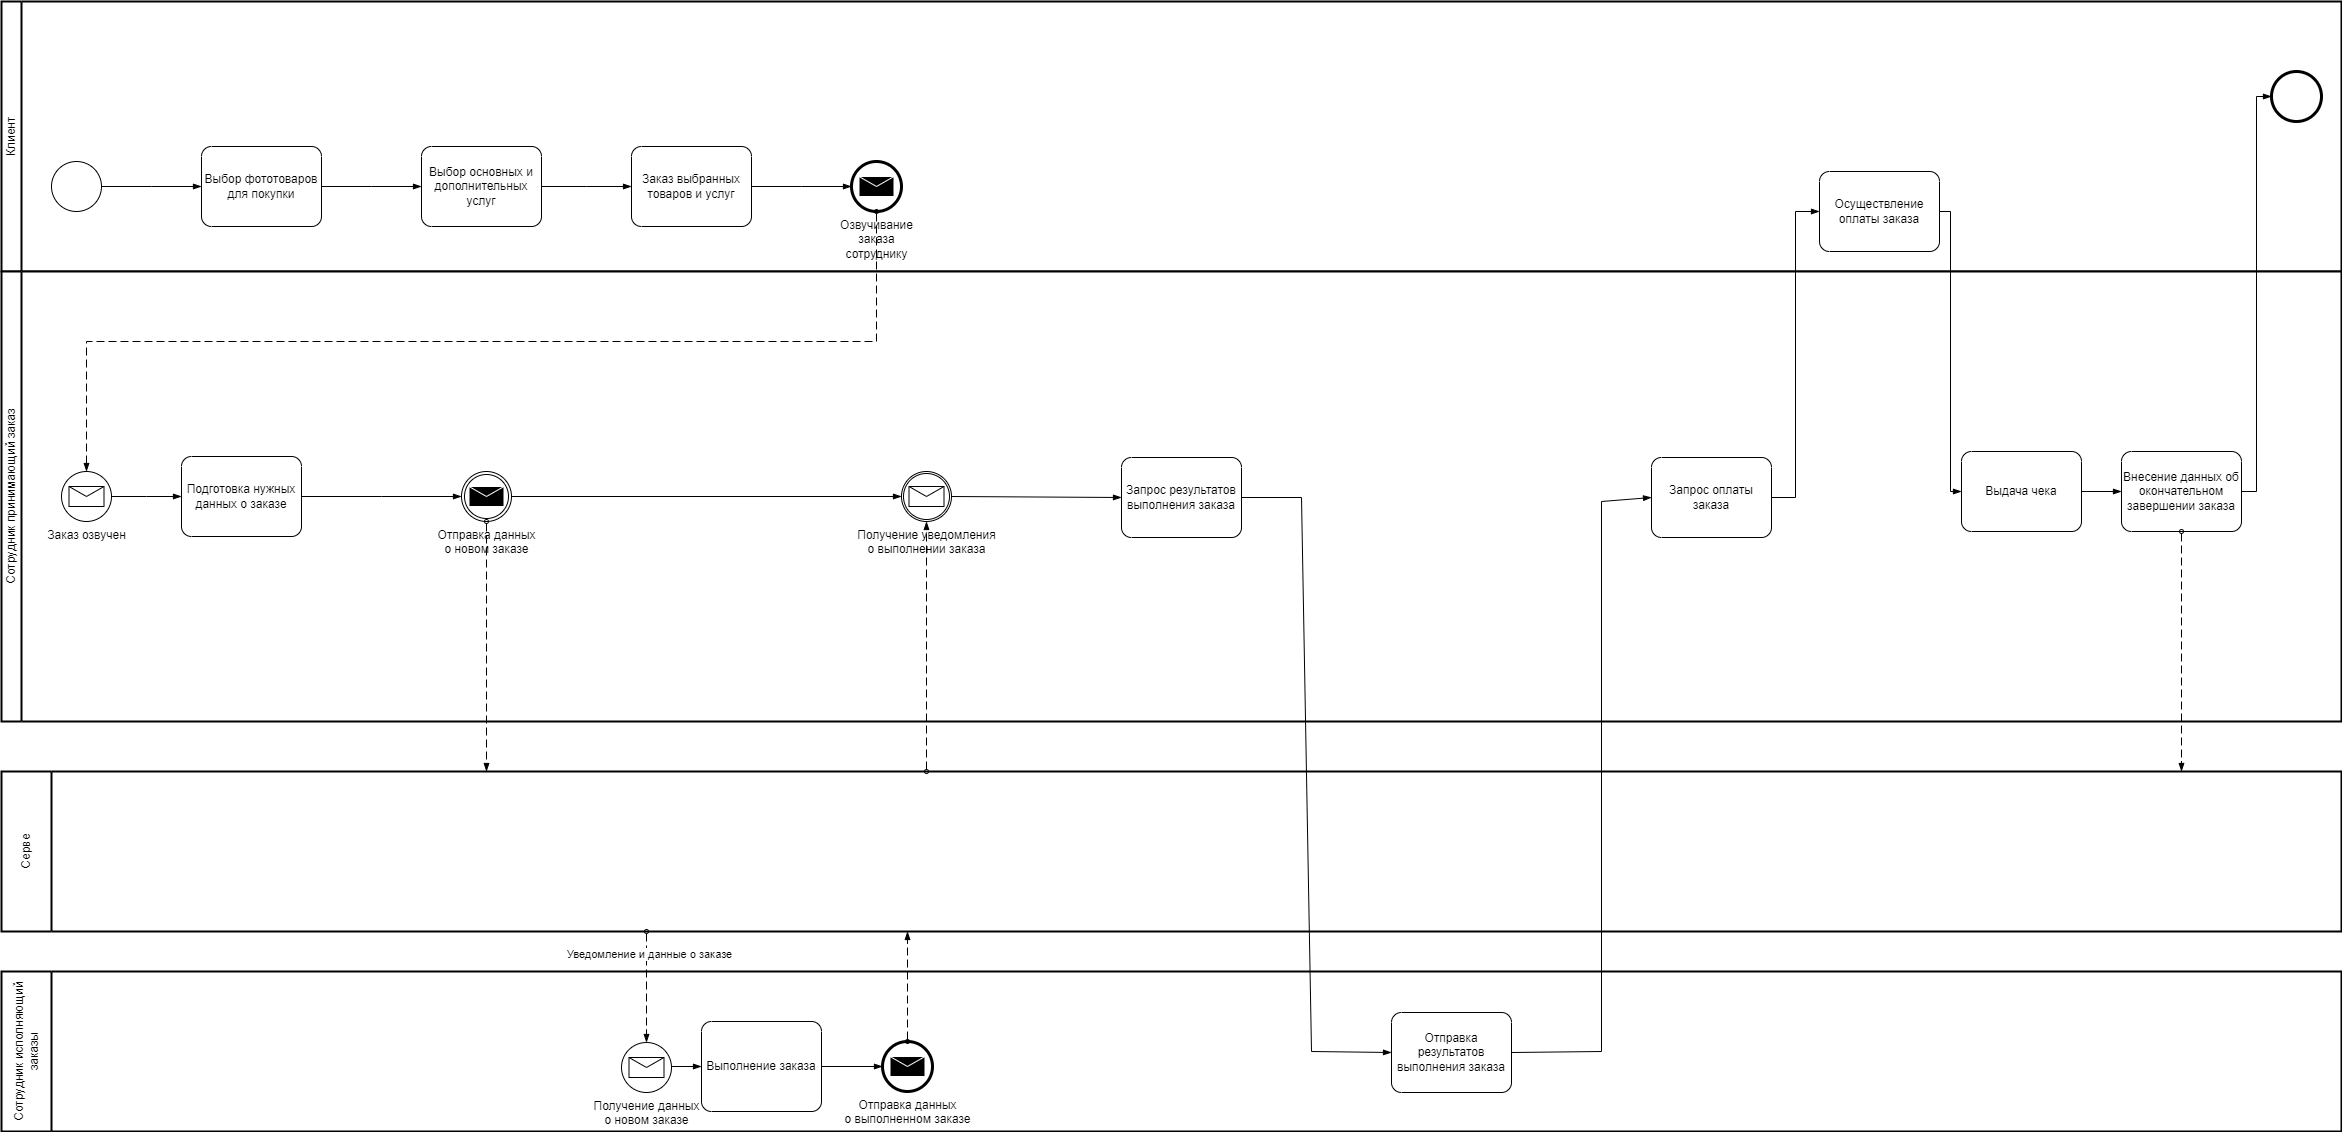 Клиент
Выбор фототоваров
для покупки
Выбор основных и
дополнительных
услуг
Заказ выбранных
товаров и услуг
Озвучивание
заказа
сотруднику
Осуществление
оплаты заказа
Сотрудник принимающий заказ
Заказ озвучен
Подготовка нужных
данных о заказе
Отправка данных
о новом заказе
Получение уведомления
о выполнении заказа
Запрос результатов
выполнения заказа
Запрос оплаты
заказа
Выдача чека
Внесение данных об
окончательном
завершении заказа
Серве
Уведомление и данные о заказе
Сотрудник исполняющий
заказы
Получение данных
о новом заказе
Выполнение заказа
Отправка данных
о выполненном заказе
Отправка
результатов
выполнения заказа